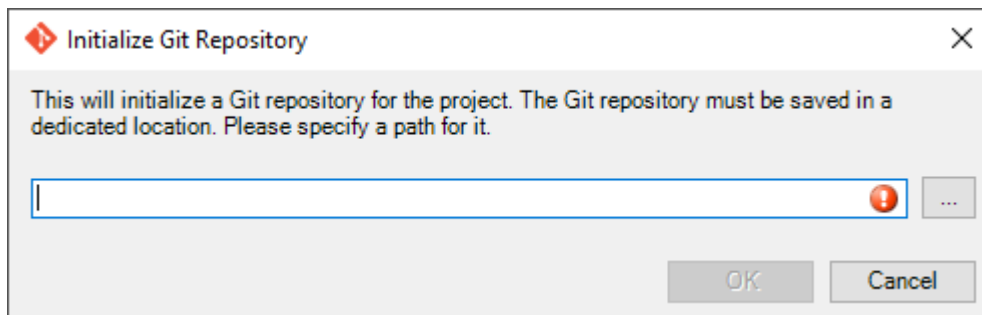 Initialize Git Repository
This will initialize a Git repository for the project. The Git repository must be saved in a
dedicated location. Please specify a path for it.
...
OK
Cancel